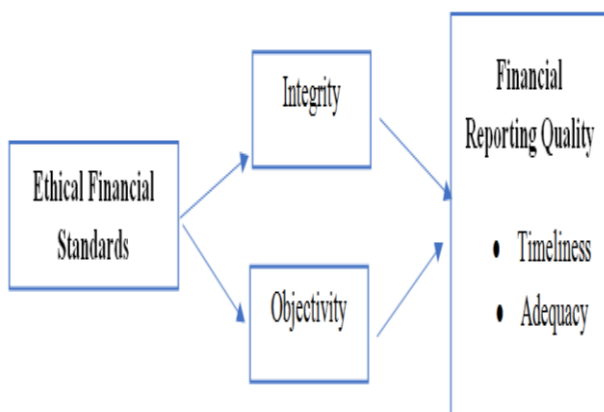 Ethical Financial
Standards
Integrity
Objectivity
Financial
Reporting Quality
• Timeliness
• Adequacy